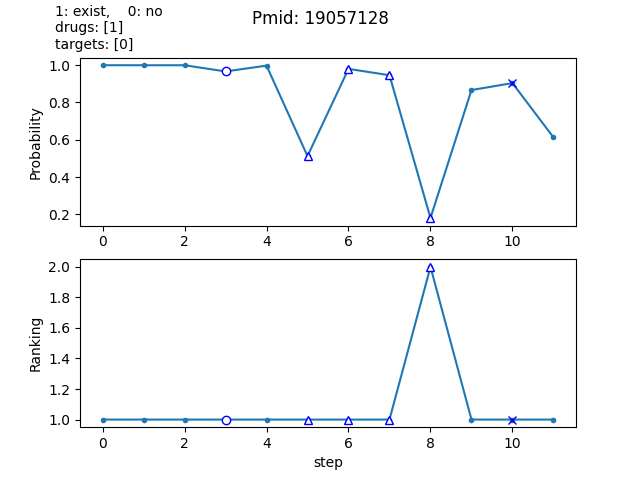 1: exist,    0: no
drugs: [1]
targets: [0]
Pmid: 19057128
Probability
1.0
0.8
0.6
0.4
0.2
0 2 4 6 8 10
Ranking
2.0
1.8
1.6
1.4
1.2
1.0
0 2 4 6 8 10
step